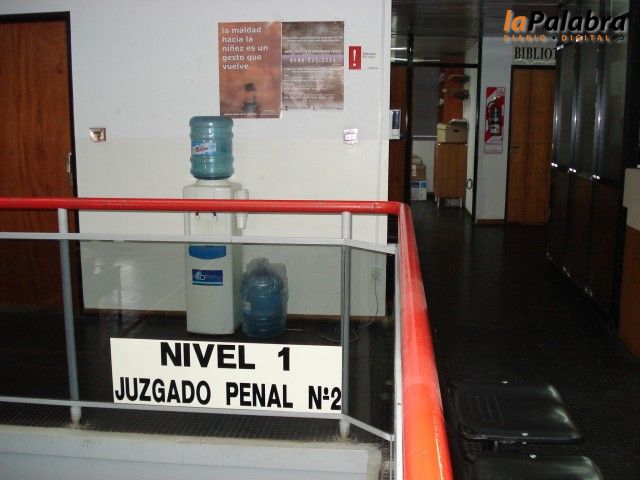 laPalabra
DIARIO DIGITAL
BIBLIO
la maldad
hacia la
niñez es un
gesto que
vuelve.
NIVEL 1
JUZGADO PENAL Nº2